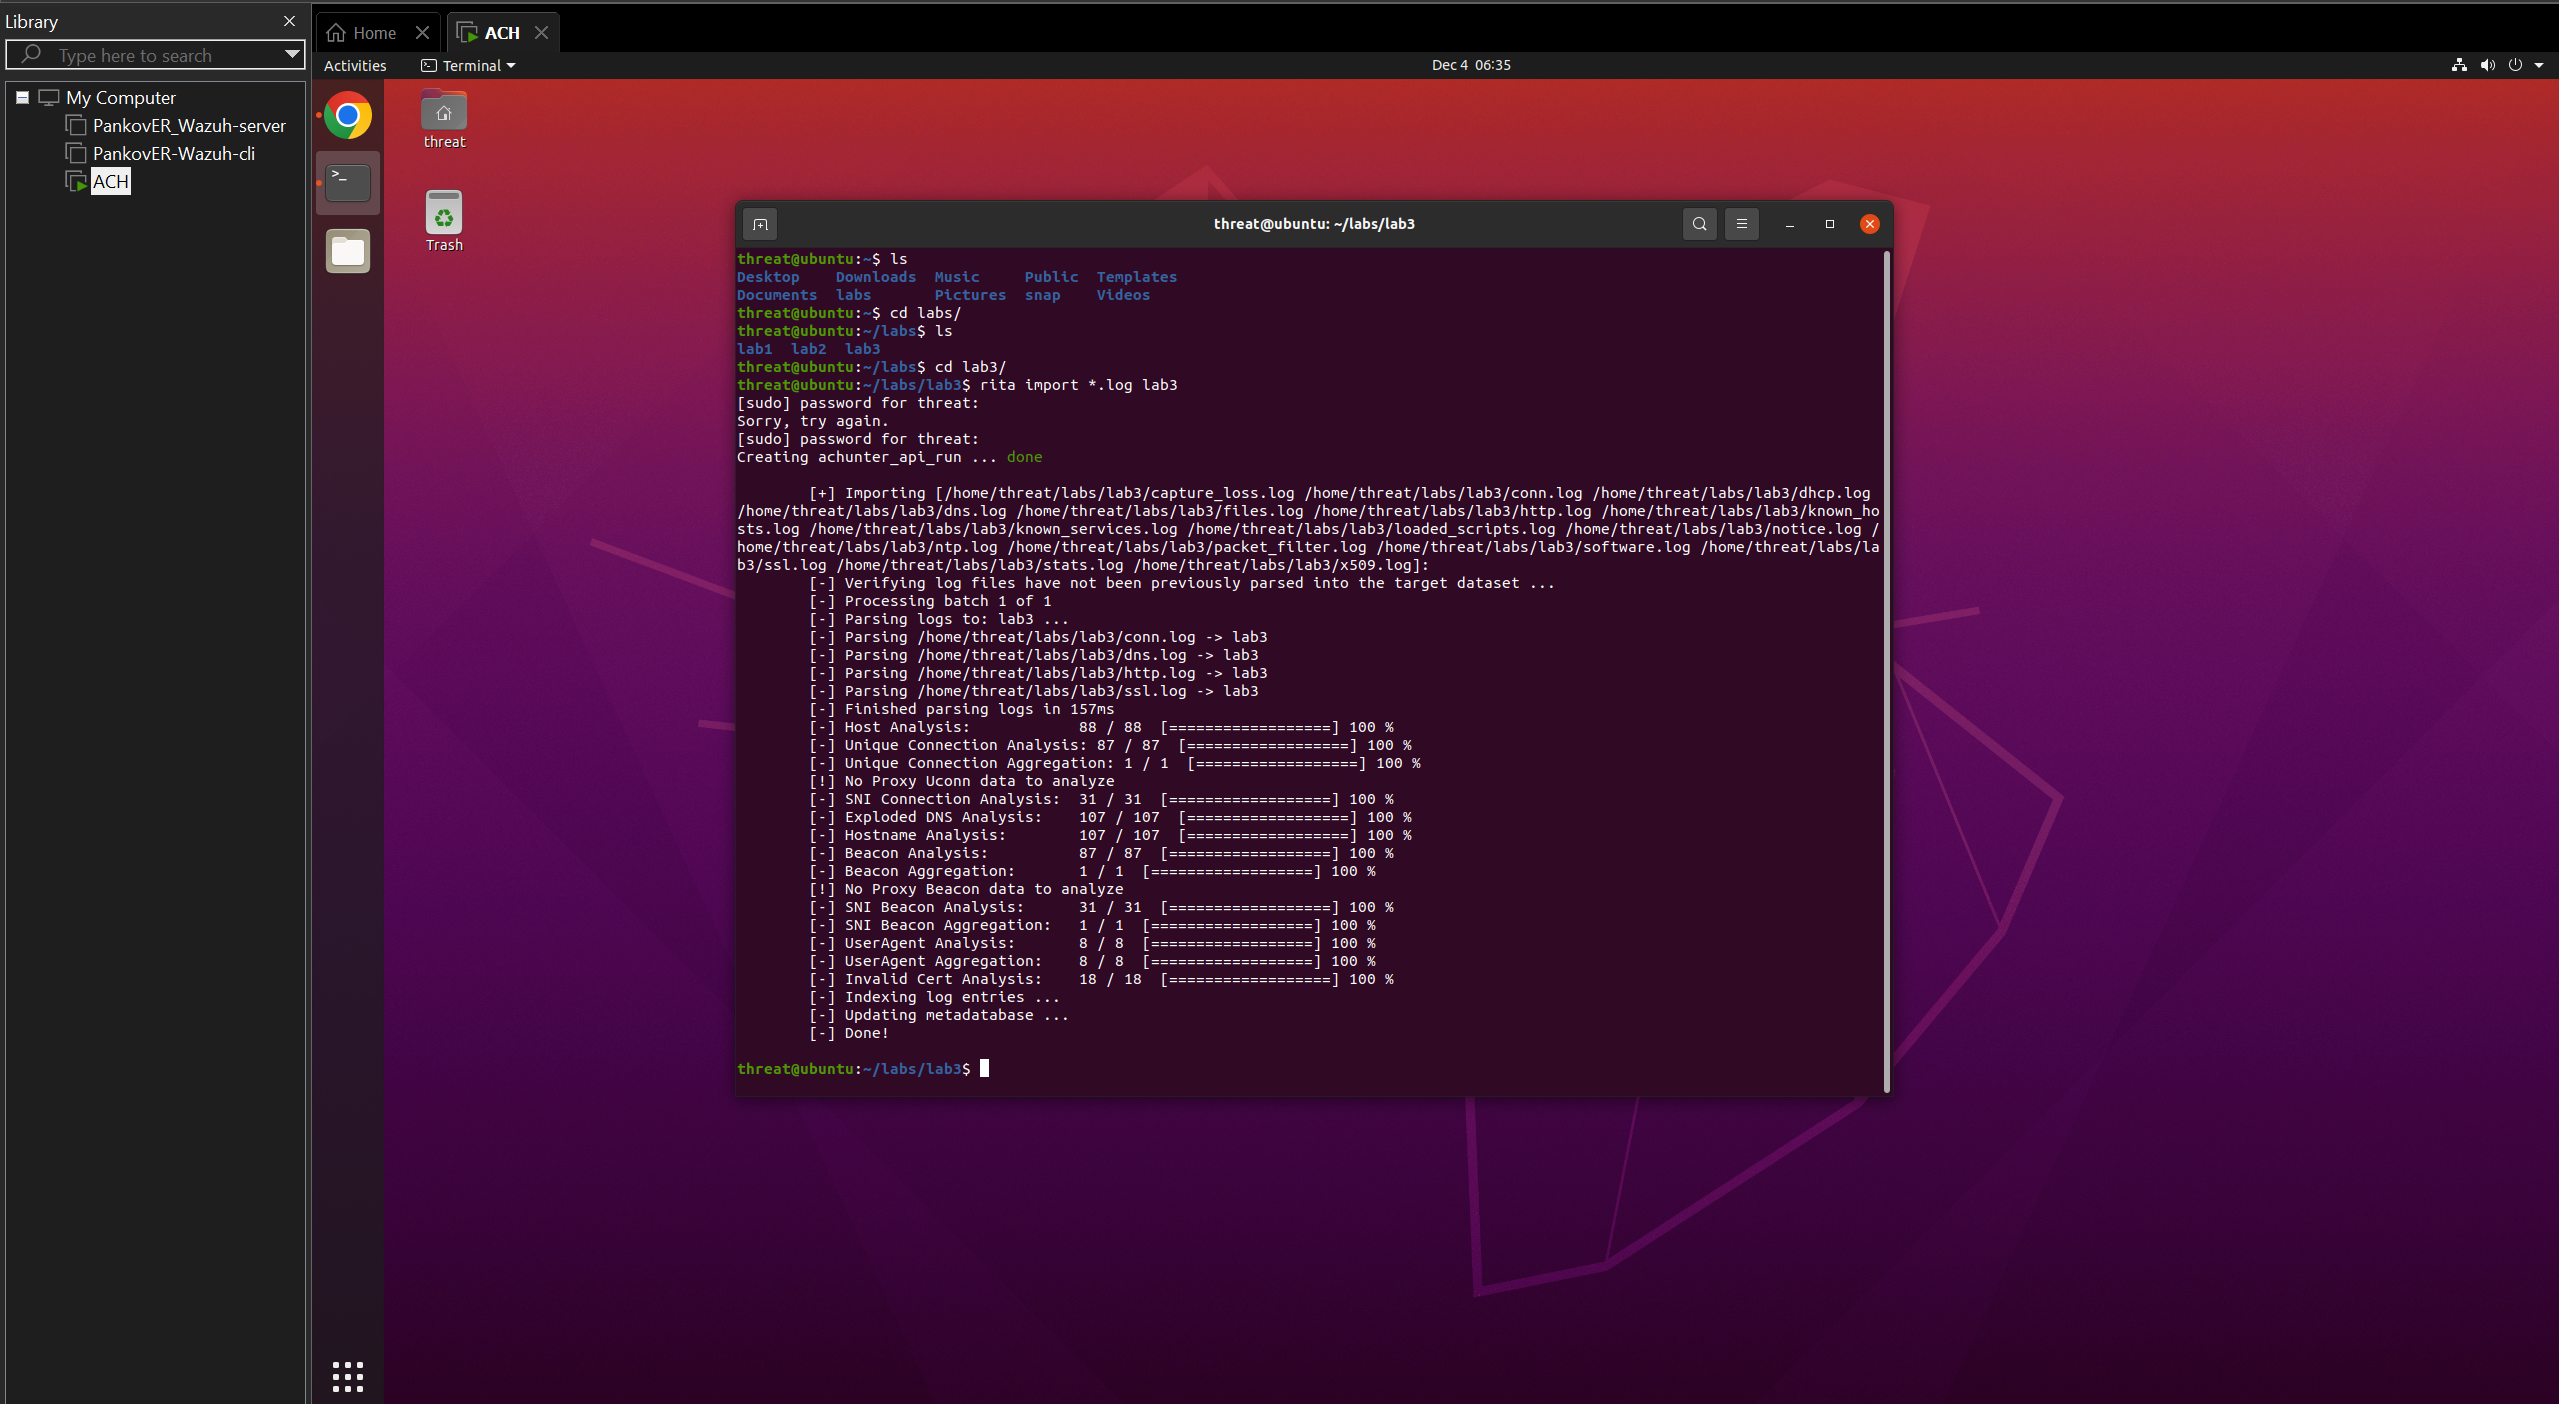 Library
Type here to search
My Computer
PankovER_Wazuh-server
PankovER-Wazuh-cli
ACH
Home
ACH
Activities
Terminal
Dec 4  06:35
threat
Trash
threat@ubuntu: ~/labs/lab3
threat@ubuntu:~$ ls
Desktop    Downloads  Music     Public  Templates
Documents  labs       Pictures  snap    Videos
threat@ubuntu:~$ cd labs/
threat@ubuntu:~/labs$ ls
lab1  lab2  lab3
threat@ubuntu:~/labs$ cd lab3/
threat@ubuntu:~/labs/lab3$ rita import *.log lab3
[sudo] password for threat:
Sorry, try again.
[sudo] password for threat:
Creating achunter_api_run ... done
[+] Importing [/home/threat/labs/lab3/capture_loss.log /home/threat/labs/lab3/conn.log /home/threat/labs/lab3/dhcp.log
/home/threat/labs/lab3/dns.log /home/threat/labs/lab3/files.log /home/threat/labs/lab3/http.log /home/threat/labs/lab3/known_ho
sts.log /home/threat/labs/lab3/known_services.log /home/threat/labs/lab3/loaded_scripts.log /home/threat/labs/lab3/notice.log /
home/threat/labs/lab3/ntp.log /home/threat/labs/lab3/packet_filter.log /home/threat/labs/lab3/software.log /home/threat/labs/la
b3/ssl.log /home/threat/labs/lab3/stats.log /home/threat/labs/lab3/x509.log]:
[-] Verifying log files have not been previously parsed into the target dataset ...
[-] Processing batch 1 of 1
[-] Parsing logs to: lab3 ...
[-] Parsing /home/threat/labs/lab3/conn.log -> lab3
[-] Parsing /home/threat/labs/lab3/dns.log -> lab3
[-] Parsing /home/threat/labs/lab3/http.log -> lab3
[-] Parsing /home/threat/labs/lab3/ssl.log -> lab3
[-] Finished parsing logs in 157ms
[-] Host Analysis:            88 / 88  [==================] 100 %
[-] Unique Connection Analysis: 87 / 87  [==================] 100 %
[-] Unique Connection Aggregation: 1 / 1  [==================] 100 %
[!] No Proxy Uconn data to analyze
[-] SNI Connection Analysis:  31 / 31  [==================] 100 %
[-] Exploded DNS Analysis:    107 / 107  [==================] 100 %
[-] Hostname Analysis:        107 / 107  [==================] 100 %
[-] Beacon Analysis:          87 / 87  [==================] 100 %
[-] Beacon Aggregation:       1 / 1  [==================] 100 %
[!] No Proxy Beacon data to analyze
[-] SNI Beacon Analysis:      31 / 31  [==================] 100 %
[-] SNI Beacon Aggregation:   1 / 1  [==================] 100 %
[-] UserAgent Analysis:       8 / 8  [==================] 100 %
[-] UserAgent Aggregation:    8 / 8  [==================] 100 %
[-] Invalid Cert Analysis:    18 / 18  [==================] 100 %
[-] Indexing log entries ...
[-] Updating metadatabase ...
[-] Done!
threat@ubuntu:~/labs/lab3$